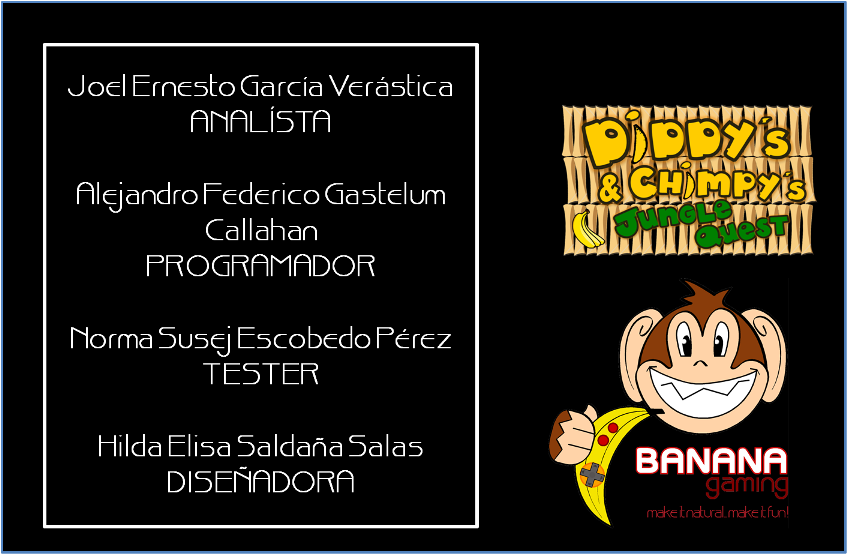 Joel Ernesto García Verástica
ANALÍSTA
Alejandro Federico Gastelum
Callahan
PROGRAMADOR
Norma Susej Escobedo Pérez
TESTER
Hilda Elisa Saldaña Salas
DISEÑADORA
Dippy's
& Chimpy's
Jungle
Quest
BANANA
gaming
make it natural, make it fun!